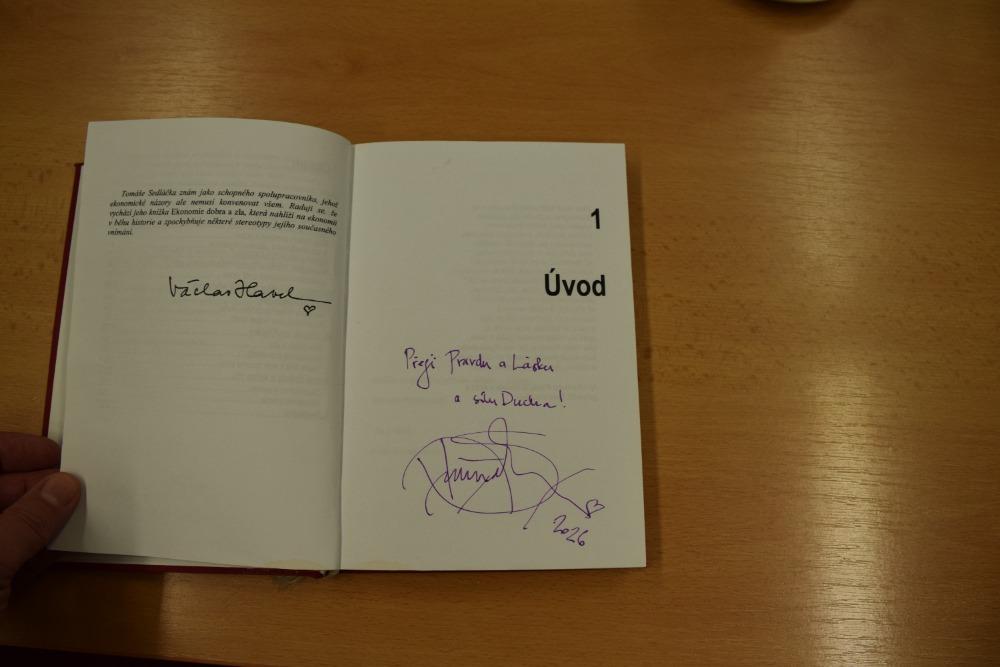 Tomáše Sedláčka znám jako schopného spolupracovníka, jehož
ekonomické názory ale nemusí konvenovat všem. Raduji se, že
vychází jeho knížka Ekonomie dobra a zla, která nahlíží na ekonomii
v běhu historie a zpochybňuje některé stereotypy jejího současného
vnímání.
Václav Havel
1
Úvod
Přeji Pravdu a Lásku
a sílu Ducha!
2026